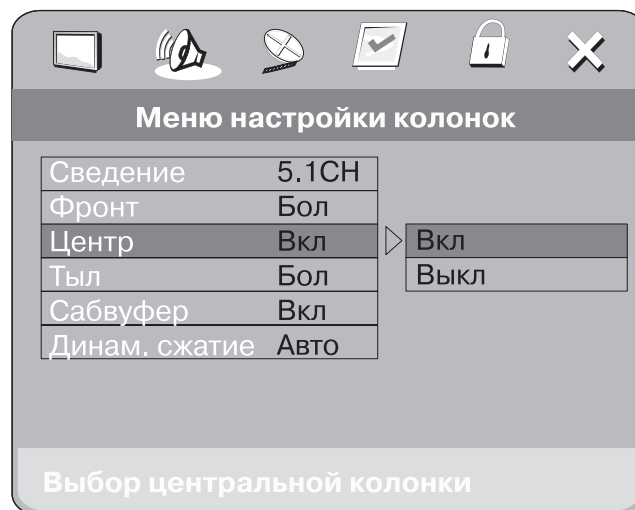 Меню настройки колонок
Сведение 5.1CH
Фронт Бол
Центр Вкл Вкл
Тыл Бол Выкл
Сабвуфер Вкл
Динам. сжатие Авто
Выбор центральной колонки